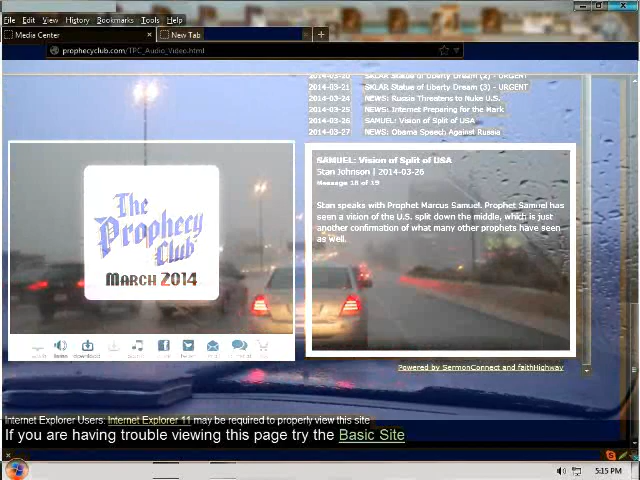 File Edit View History Bookmarks Tools Help
Media Center
New Tab
prophecyclub.com/TPC_Audio_Video.html
2014-03-20 SKLAR Statue of Liberty Dream (2) - URGENT
2014-03-21 SKLAR Statue of Liberty Dream (3) - URGENT
2014-03-24 NEWS: Russia Threatens to Nuke U.S.
2014-03-25 NEWS: Internet Preparing for the Mark
2014-03-26 SAMUEL: Vision of Split of USA
2014-03-27 NEWS: Obama Speech Against Russia
The
Prophecy
Club
MARCH 2014
SAMUEL: Vision of Split of USA
Stan Johnson | 2014-03-26
Message 18 of 19
Stan speaks with Prophet Marcus Samuel. Prophet Samuel has
seen a vision of the U.S. split down the middle, which is just
another confirmation of what many other prophets have seen
as well.
listen download
Powered by SermonConnect and faithHighway
Internet Explorer Users: Internet Explorer 11 may be required to properly view this site
If you are having trouble viewing this page try the Basic Site
5:15 PM